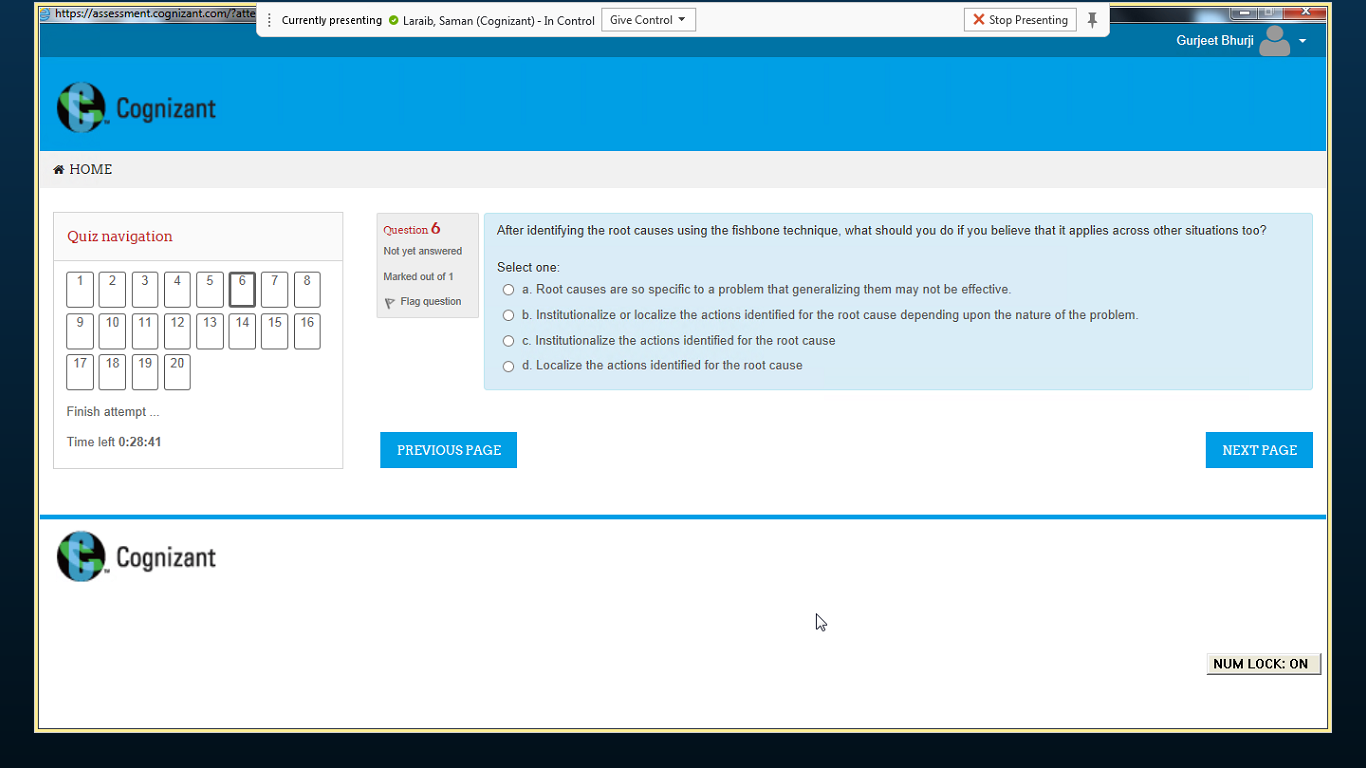 https://assessment.cognizant.com/?atte
Currently presenting Laraib, Saman (Cognizant) - In Control Give Control Stop Presenting
Gurjeet Bhurji
Cognizant
HOME
Quiz navigation
1 2 3 4 5 6 7 8
9 10 11 12 13 14 15 16
17 18 19 20
Finish attempt ...
Time left 0:28:41
Question 6
Not yet answered
Marked out of 1
Flag question
After identifying the root causes using the fishbone technique, what should you do if you believe that it applies across other situations too?
Select one:
a. Root causes are so specific to a problem that generalizing them may not be effective.
b. Institutionalize or localize the actions identified for the root cause depending upon the nature of the problem.
c. Institutionalize the actions identified for the root cause
d. Localize the actions identified for the root cause
PREVIOUS PAGE NEXT PAGE
Cognizant
NUM LOCK: ON